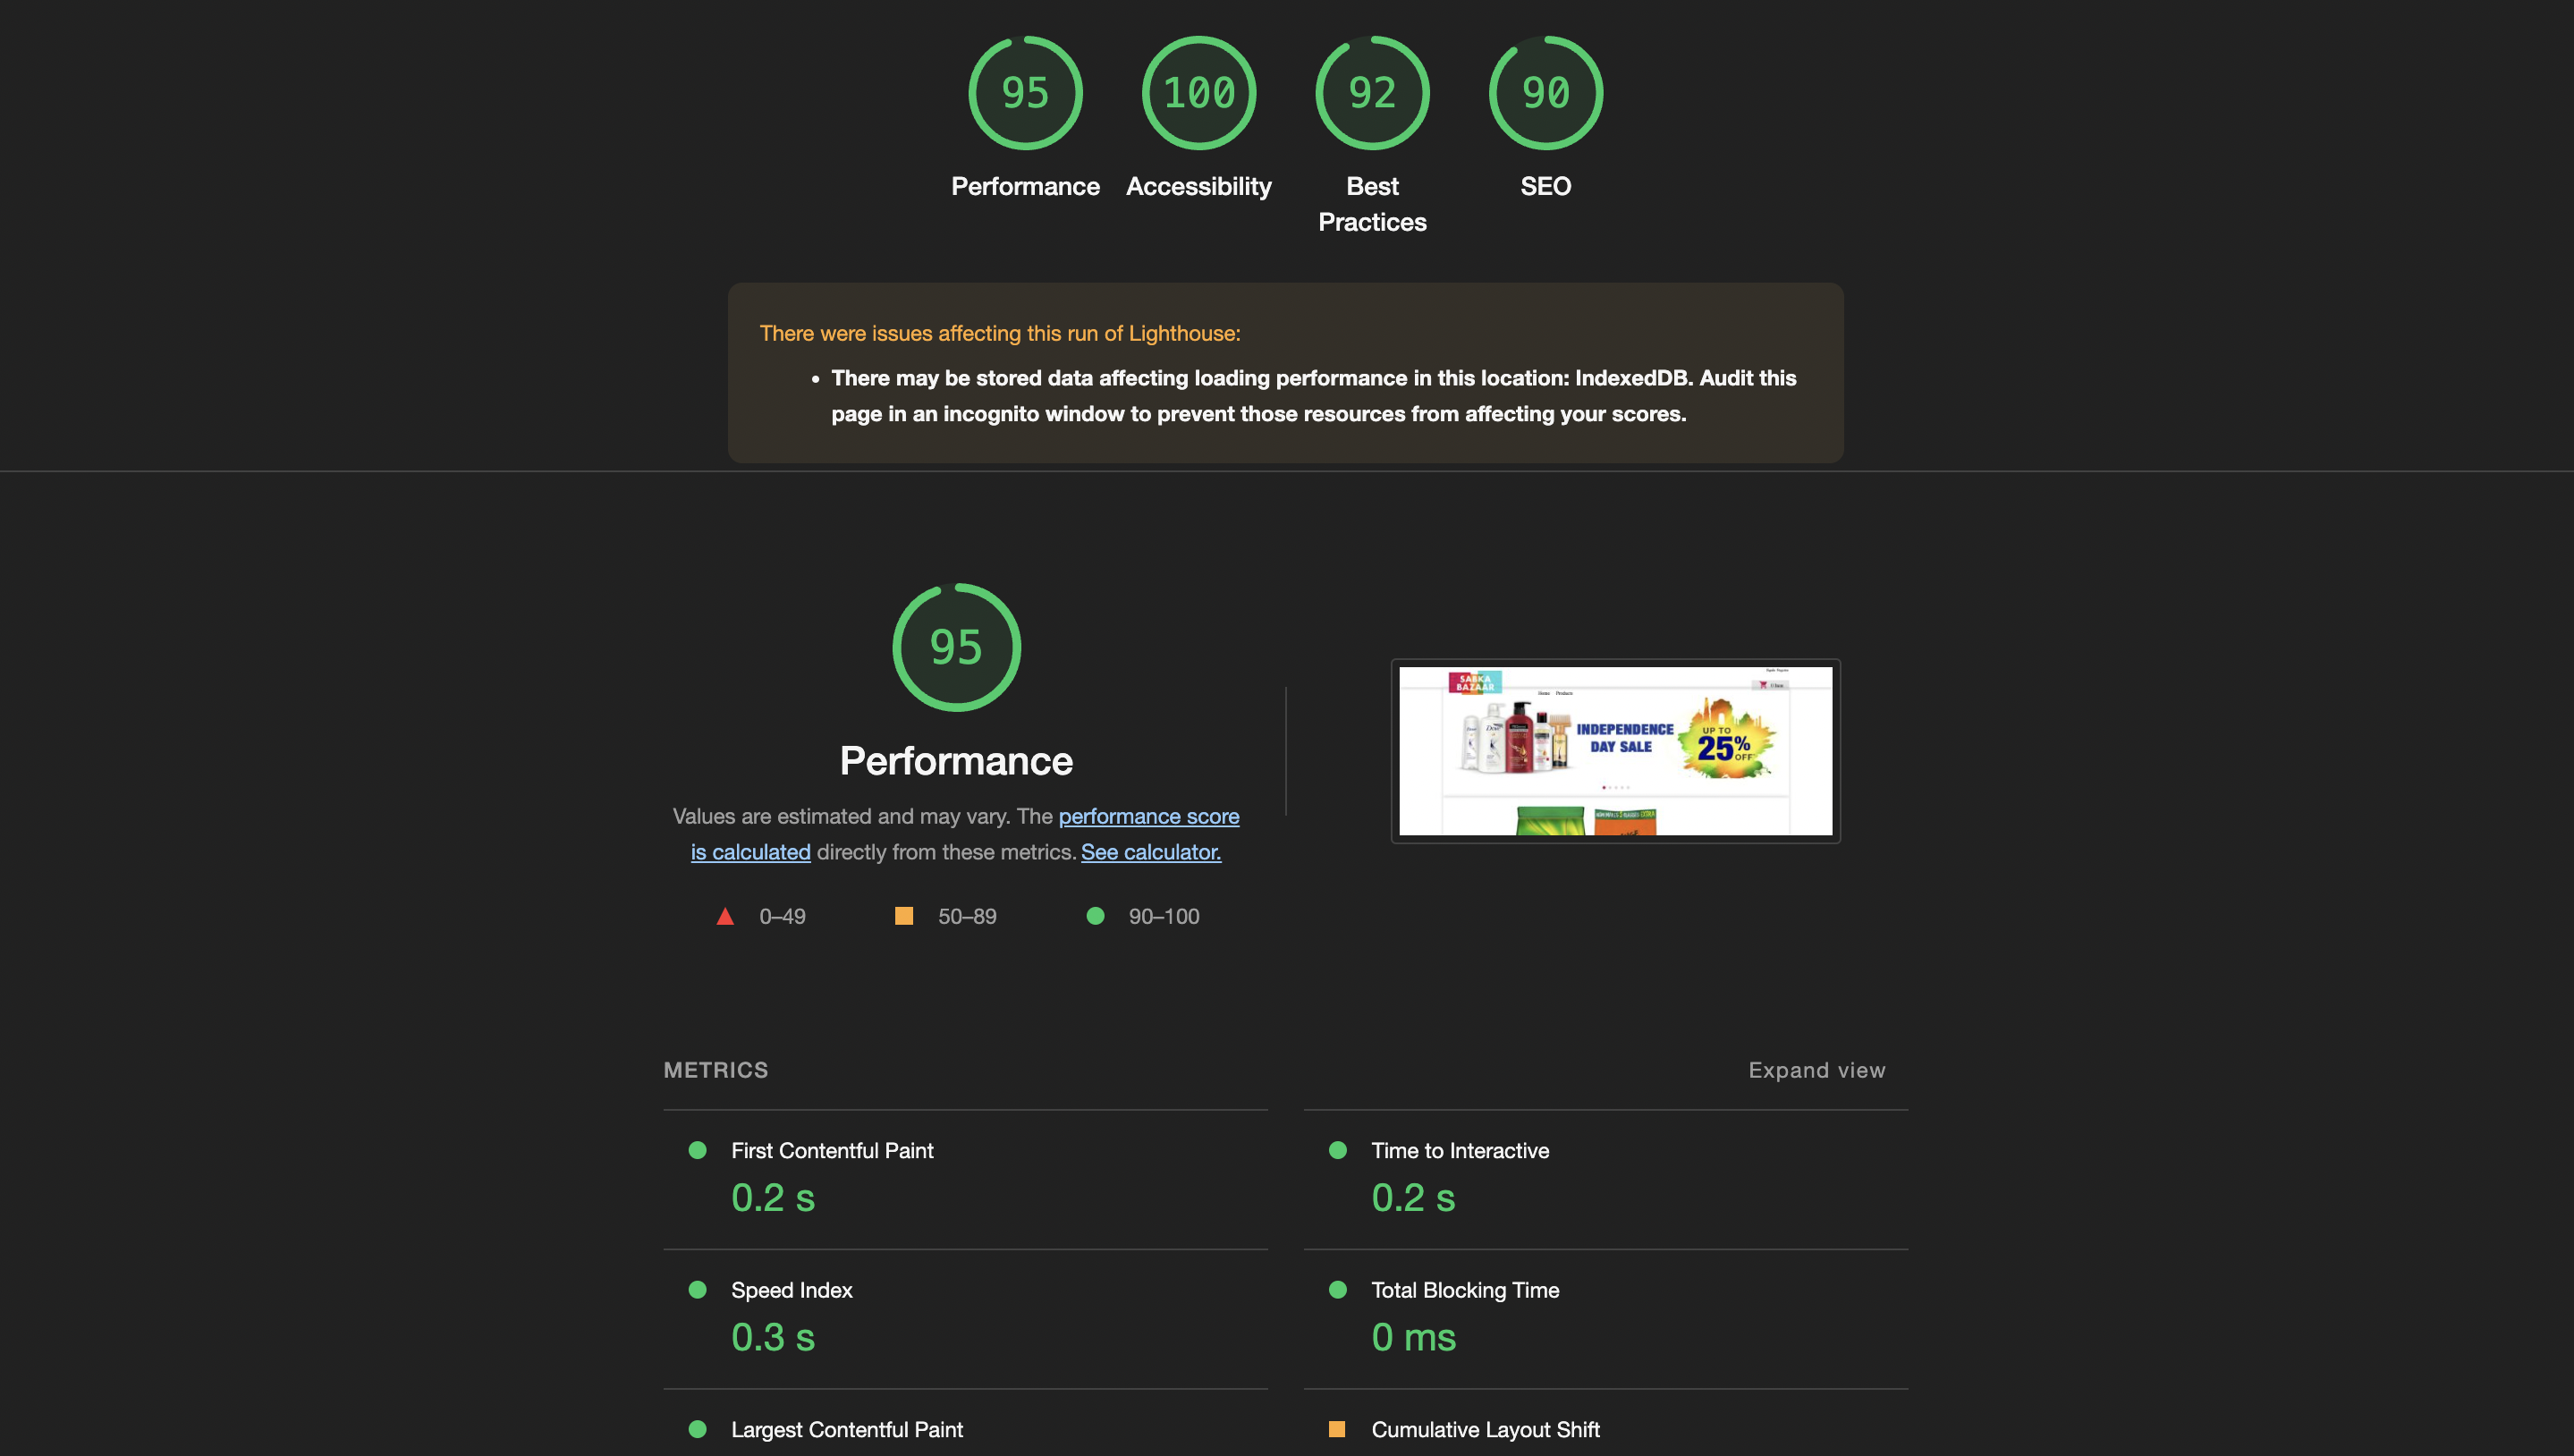 95
100
92
90
Performance
Accessibility
Best
Practices
SEO
There were issues affecting this run of Lighthouse:
• There may be stored data affecting loading performance in this location: IndexedDB. Audit this
page in an incognito window to prevent those resources from affecting your scores.
95
Performance
Values are estimated and may vary. The performance score
is calculated directly from these metrics. See calculator.
0–49
50–89
90–100
SABKA
BAZAAR
Home Products
INDEPENDENCE
DAY SALE
UP TO
25%
OFF
METRICS
Expand view
First Contentful Paint
0.2 s
Time to Interactive
0.2 s
Speed Index
0.3 s
Total Blocking Time
0 ms
Largest Contentful Paint
Cumulative Layout Shift